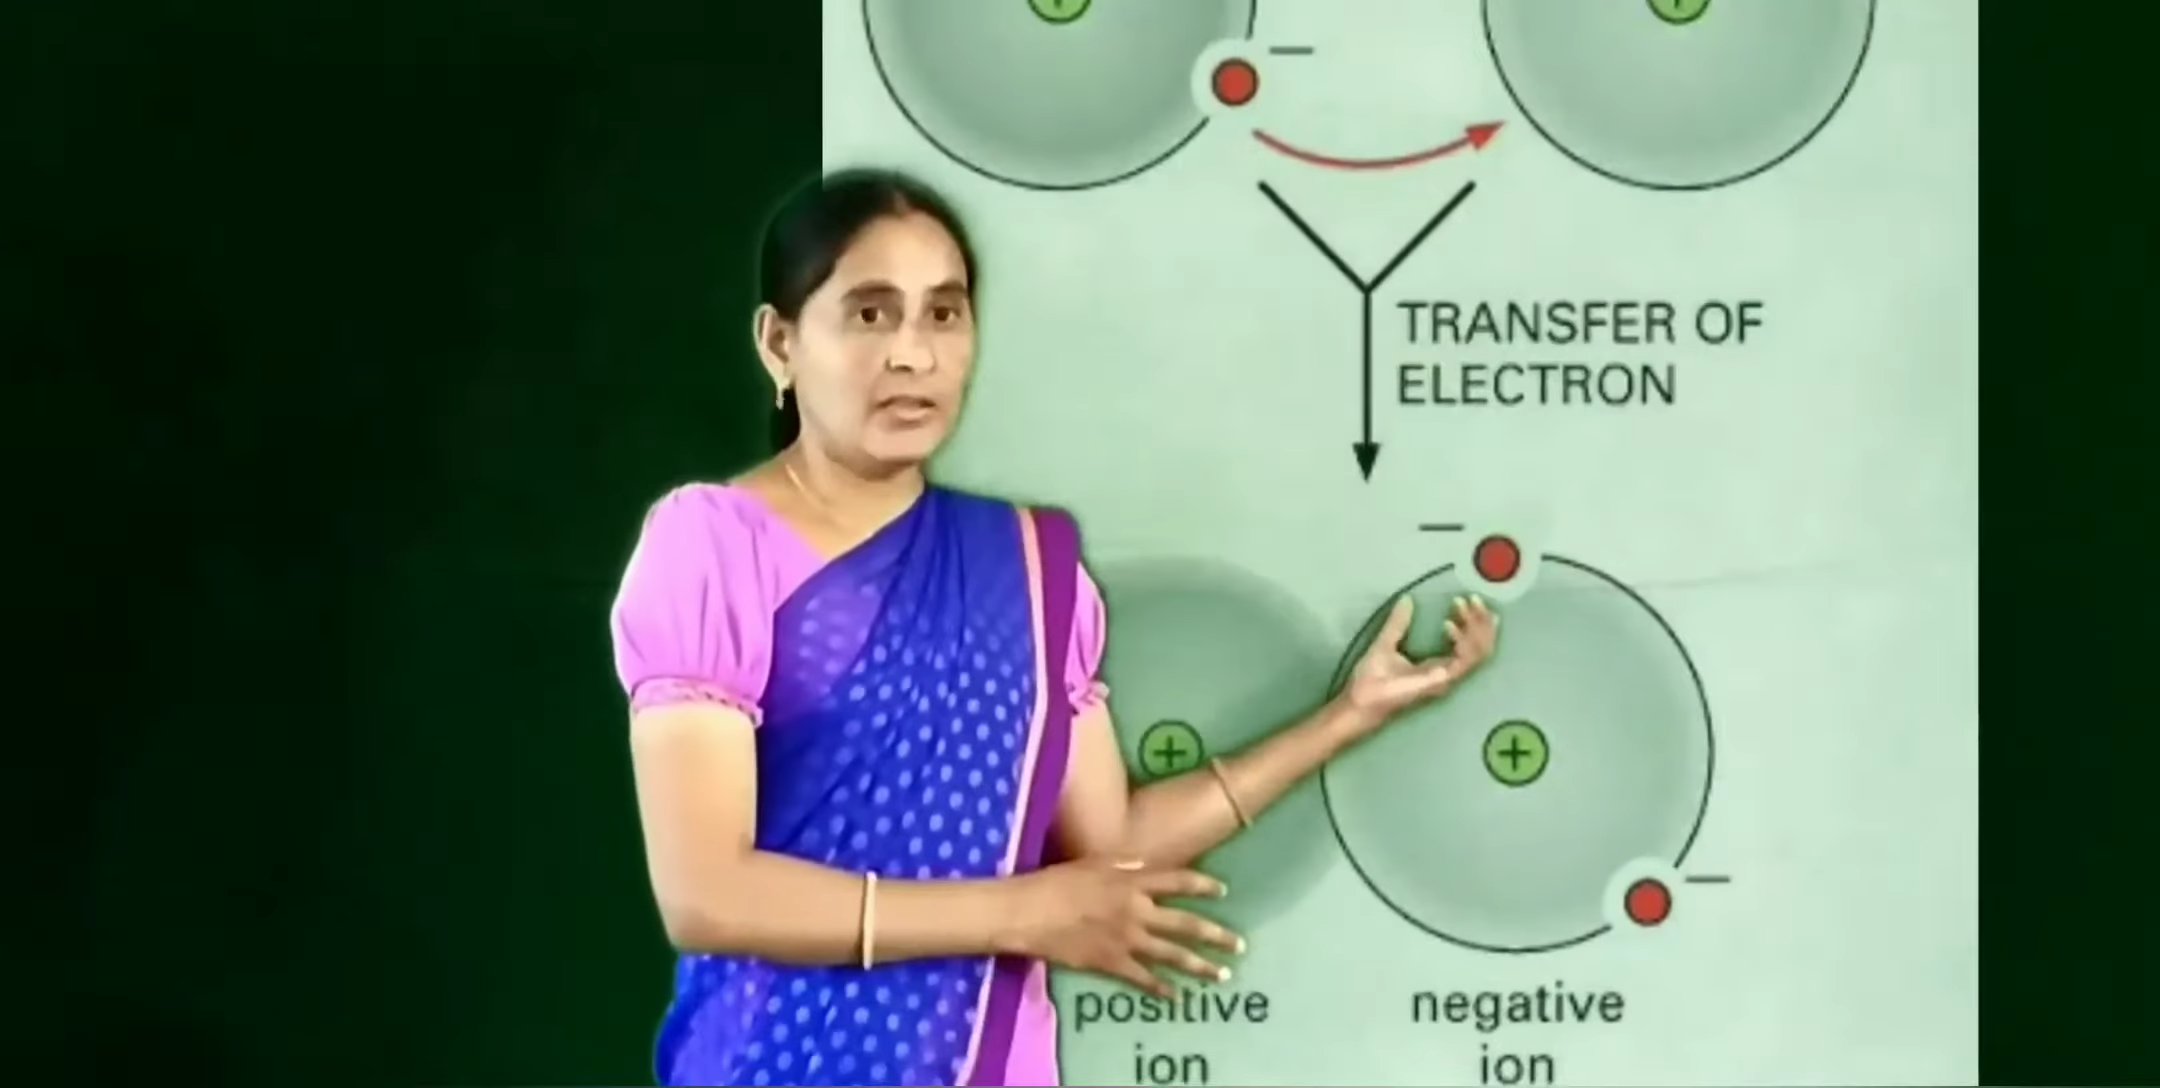 TRANSFER OF
ELECTRON
positive
ion
negative
ion